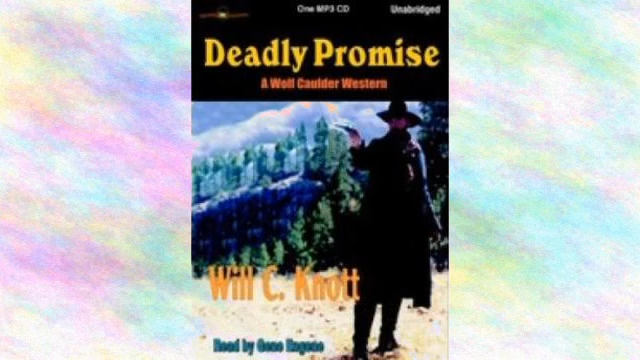 One MP3 CD Unabridged
Deadly Promise
A Wolf Caulder Western
Will C. Knott
Read by Gene Engene